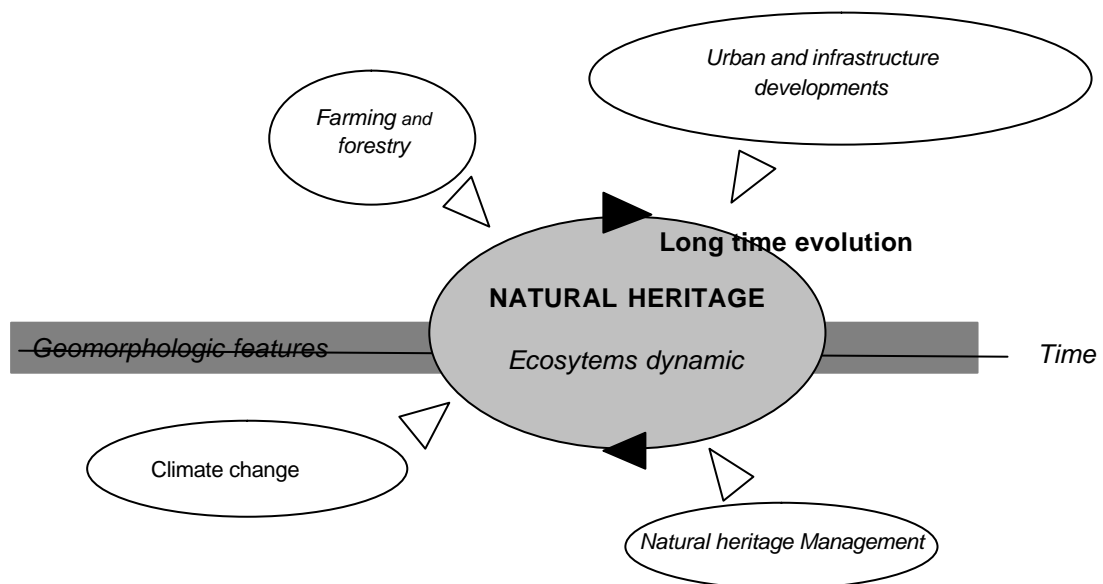 Urban and infrastructure
developments
Farming and
forestry
Long time evolution
NATURAL HERITAGE
Geomorphologic features
Ecosytems dynamic
Time
Climate change
Natural heritage Management